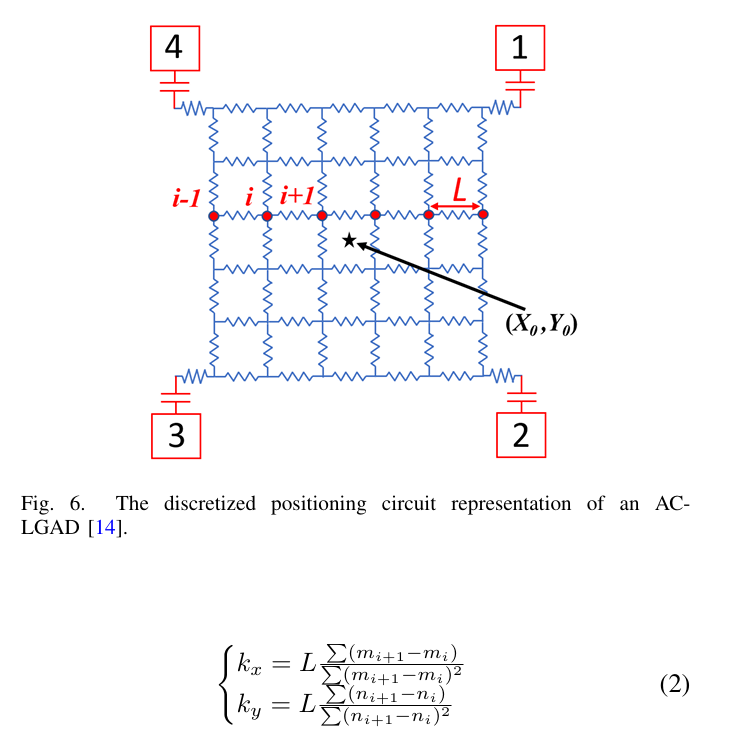 4 1
i-1 i i+1 L
(X₀,Y₀)
3 2
Fig. 6. The discretized positioning circuit representation of an AC-
LGAD [14].
{ kₓ = L ∑(mᵢ₊₁−mᵢ) / ∑(mᵢ₊₁−mᵢ)²
k_y = L ∑(nᵢ₊₁−nᵢ) / ∑(nᵢ₊₁−nᵢ)² (2)